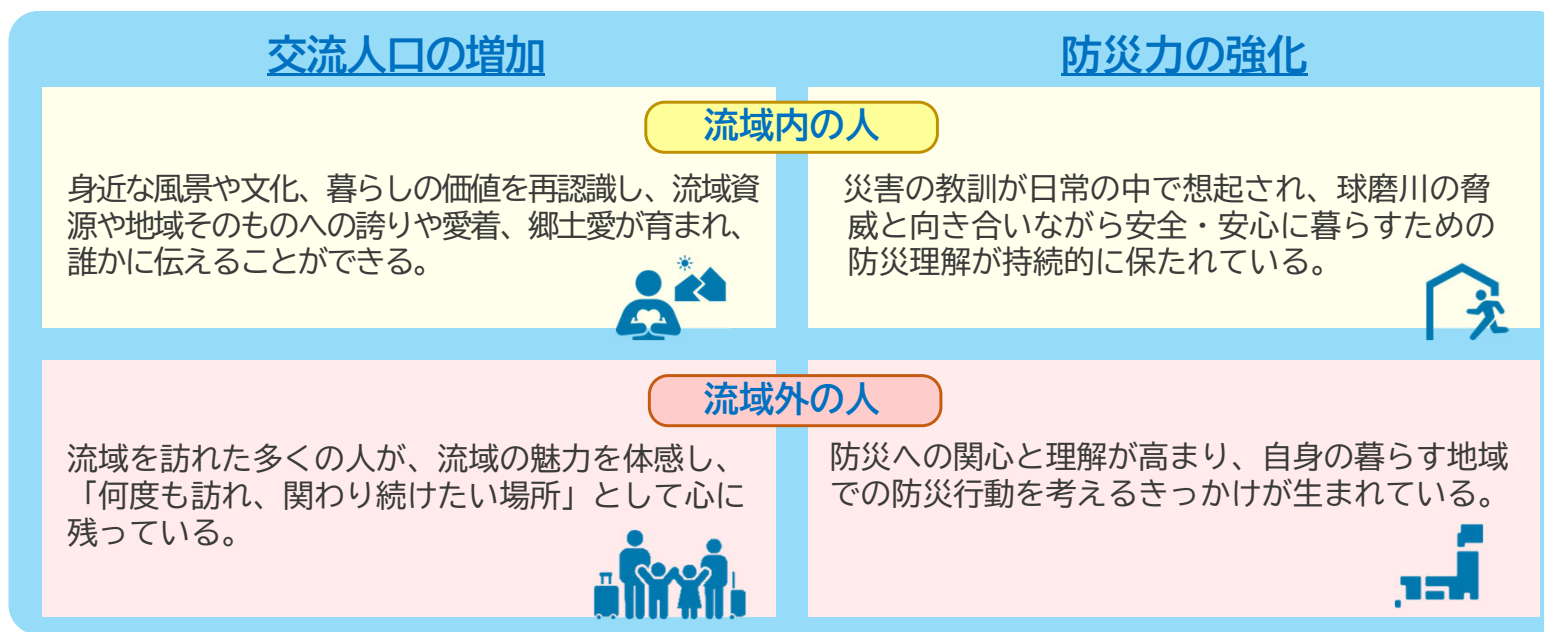 交流人口の増加
防災力の強化
流域内の人
身近な風景や文化、暮らしの価値を再認識し、流域資
源や地域そのものへの誇りや愛着、郷土愛が育まれ、
誰かに伝えることができる。
災害の教訓が日常の中で想起され、球磨川の脅
威と向き合いながら安全・安心に暮らすための
防災理解が持続的に保たれている。
流域外の人
流域を訪れた多くの人が、流域の魅力を体感し、
「何度も訪れ、関わり続けたい場所」として心に
残っている。
防災への関心と理解が高まり、自身の暮らす地域
での防災行動を考えるきっかけが生まれている。